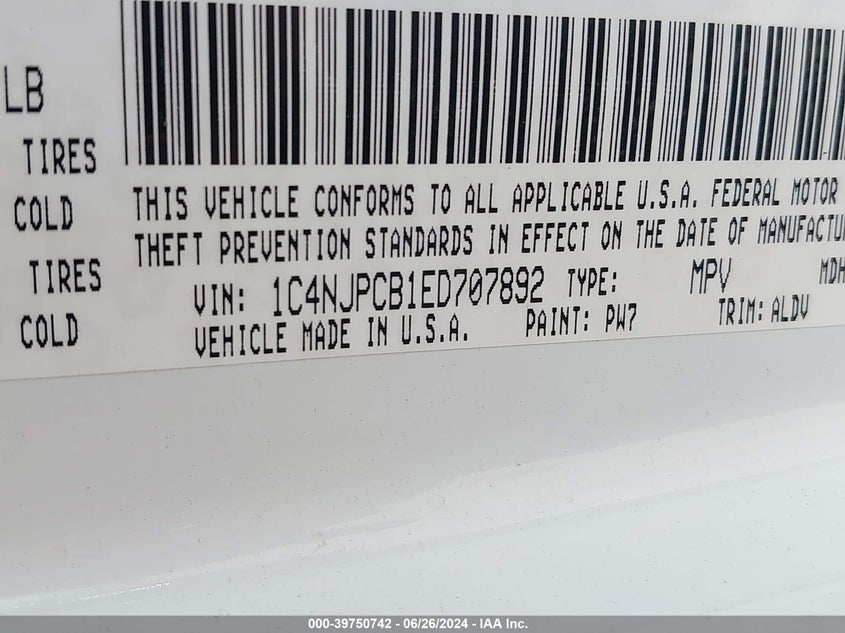 LB
TIRES
COLD
THIS VEHICLE CONFORMS TO ALL APPLICABLE U.S.A. FEDERAL MOTOR
THEFT PREVENTION STANDARDS IN EFFECT ON THE DATE OF MANUFACTU
TIRES
VIN: 1C4NJPCB1ED707892 TYPE: MPV MDH
COLD
VEHICLE MADE IN U.S.A. PAINT: PW7 TRIM: ALDV
000-39750742 - 06/26/2024 - IAA Inc.